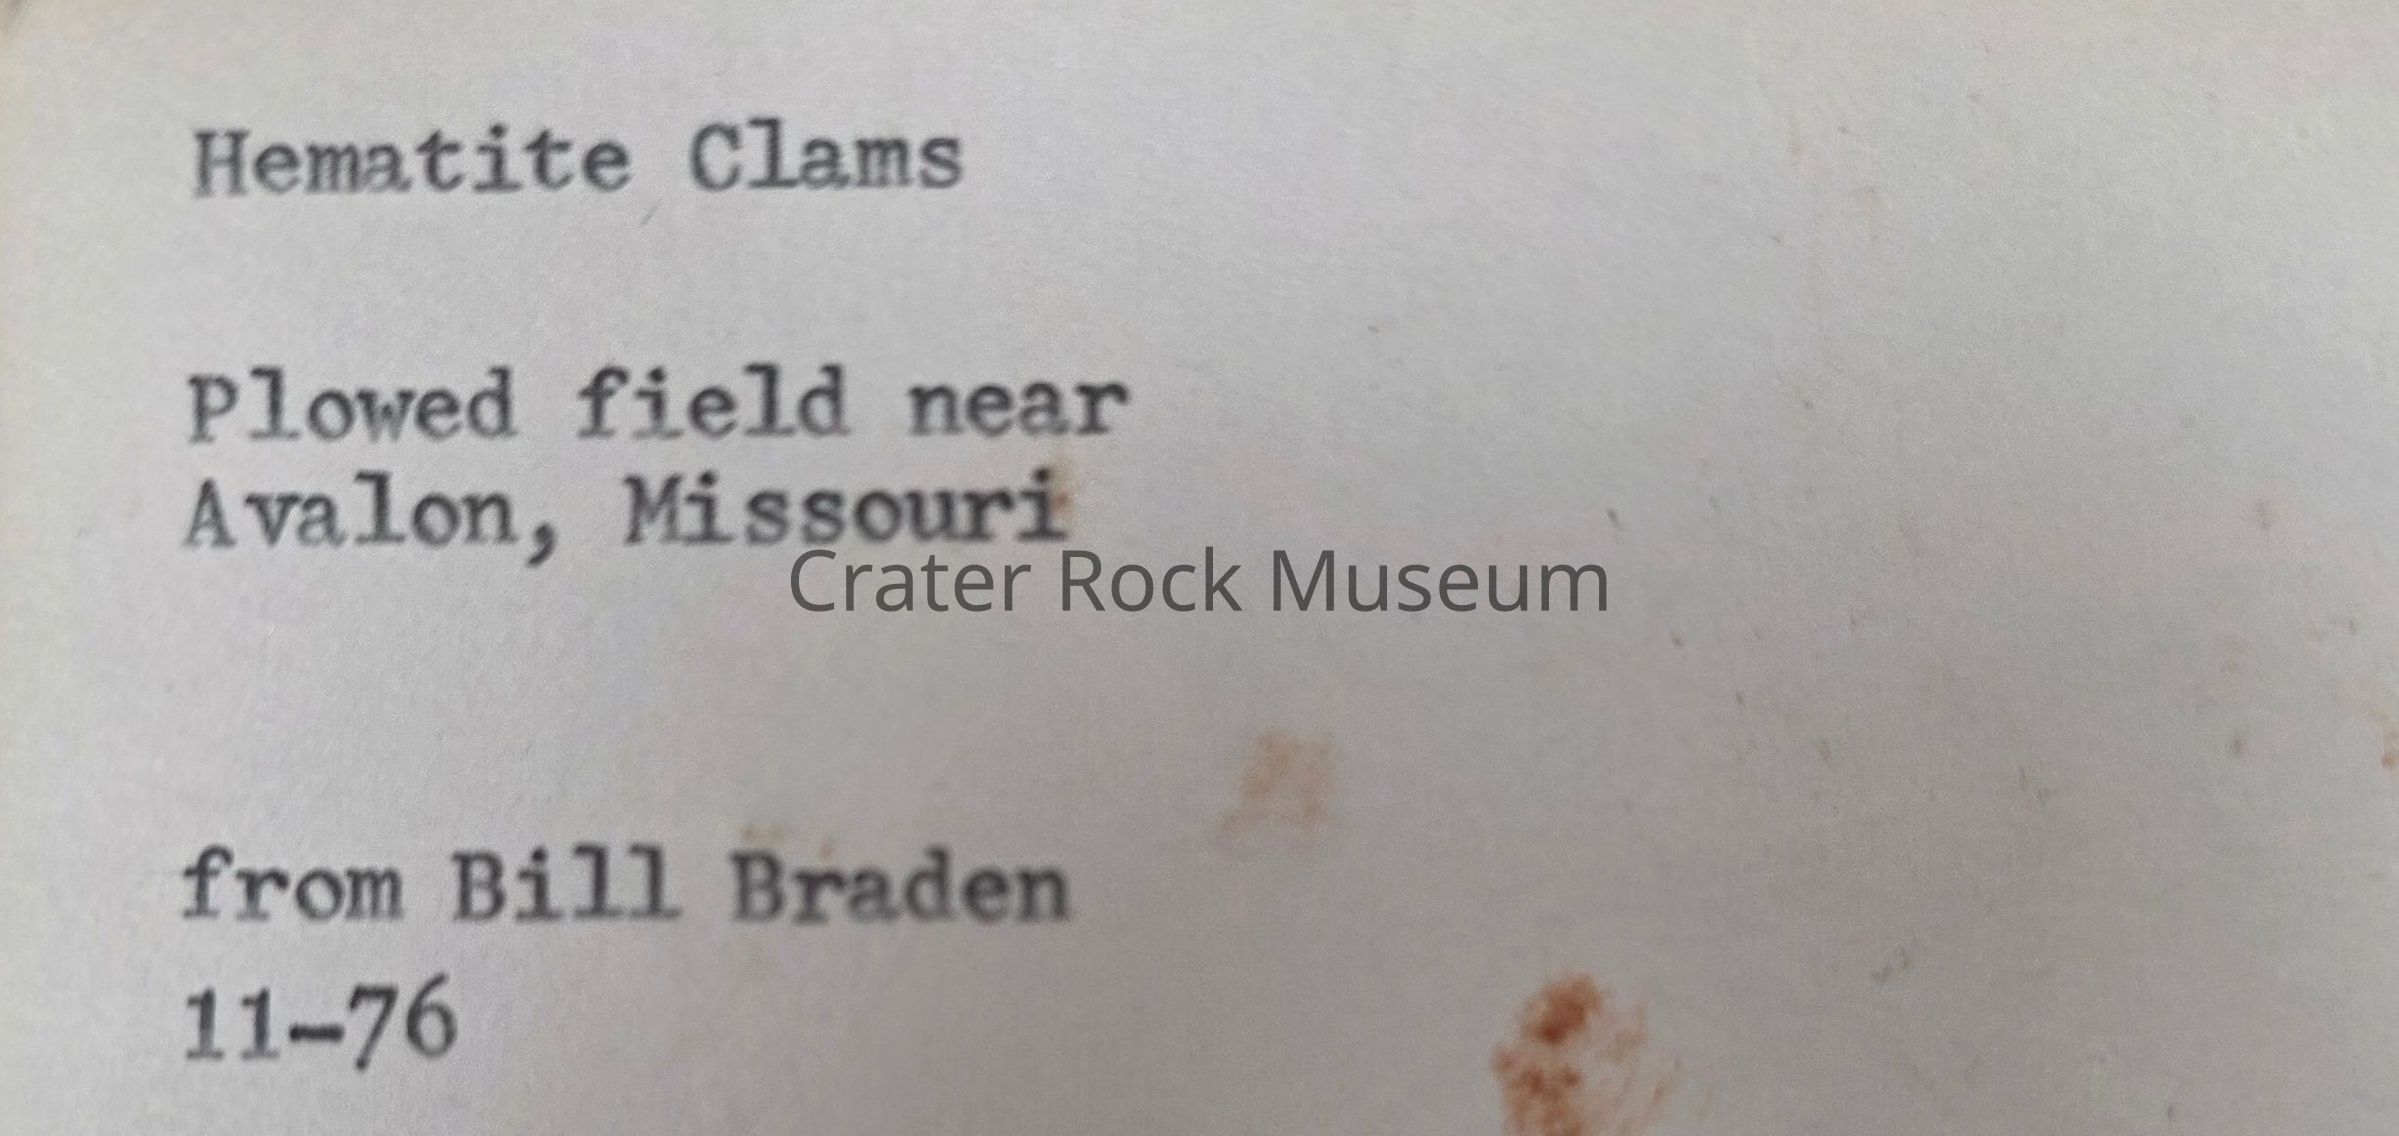 Hematite Clams
Plowed field near
Avalon, Missouri
Crater Rock Museum
from Bill Braden
11-76